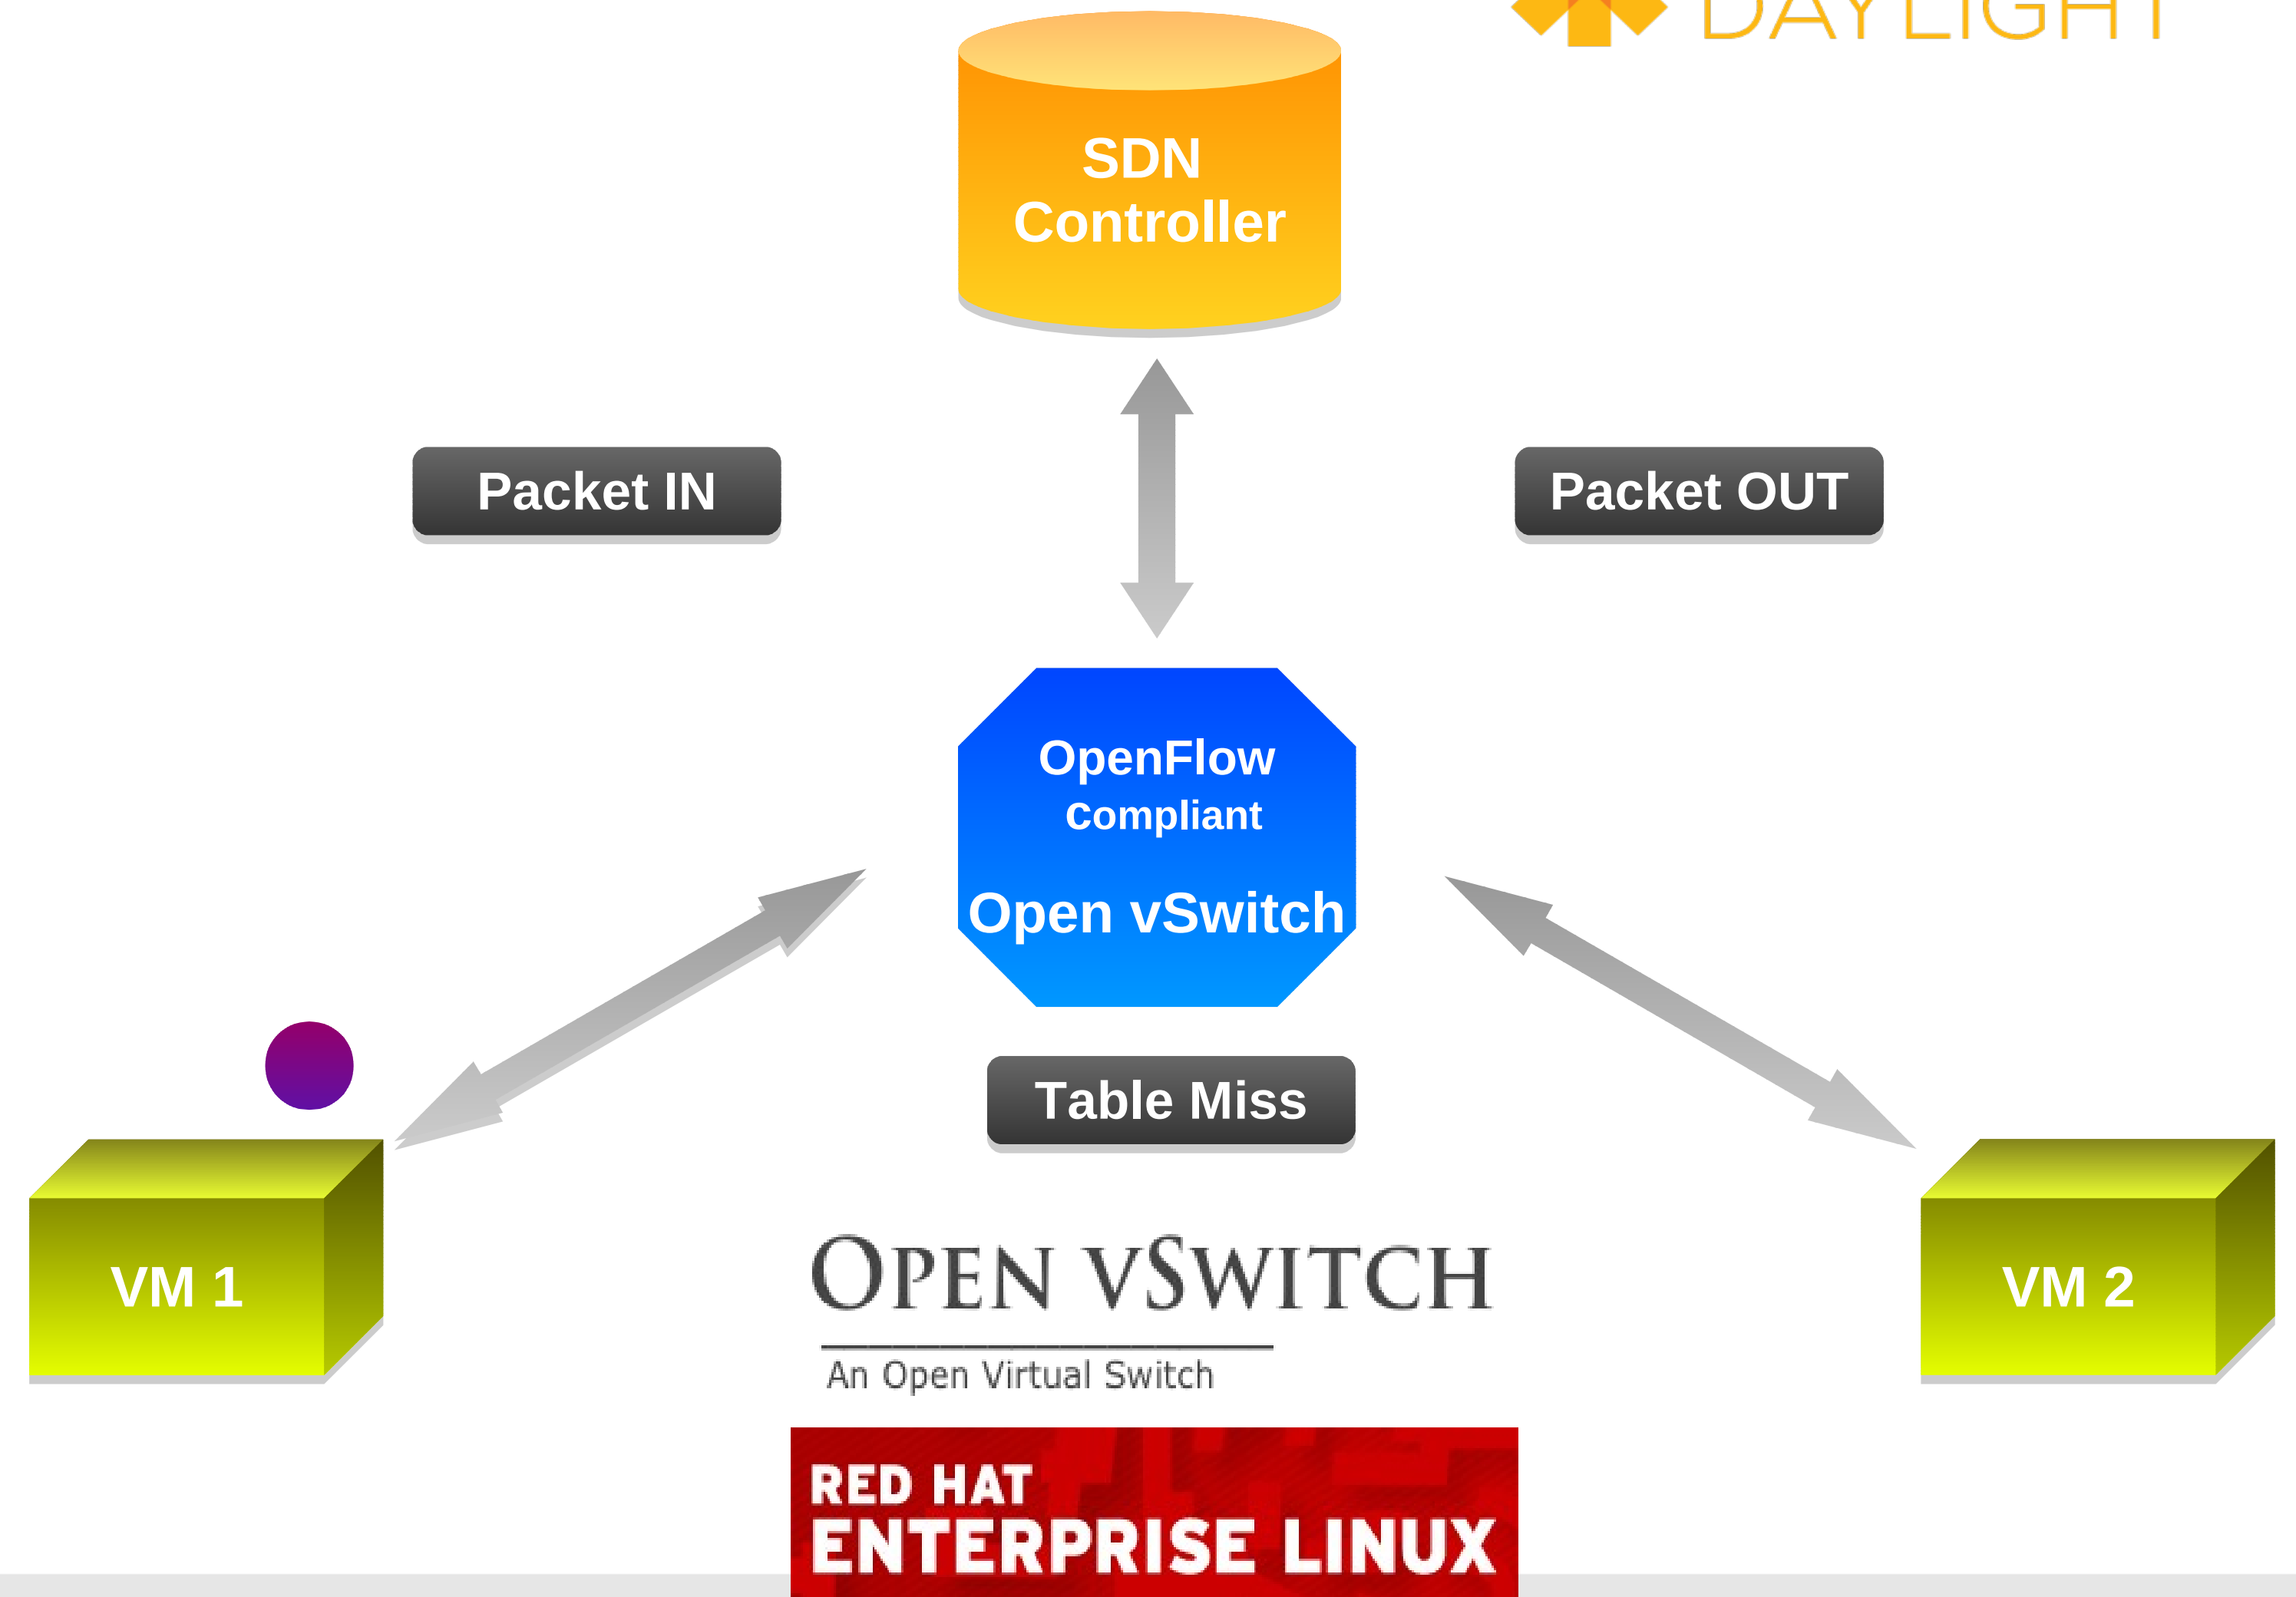 DAYLIGHT
SDN
Controller
Packet IN
Packet OUT
OpenFlow
compliant
Open vSwitch
Table Miss
VM 1
VM 2
OPEN VSWITCH
An Open Virtual Switch
RED HAT
ENTERPRISE LINUX